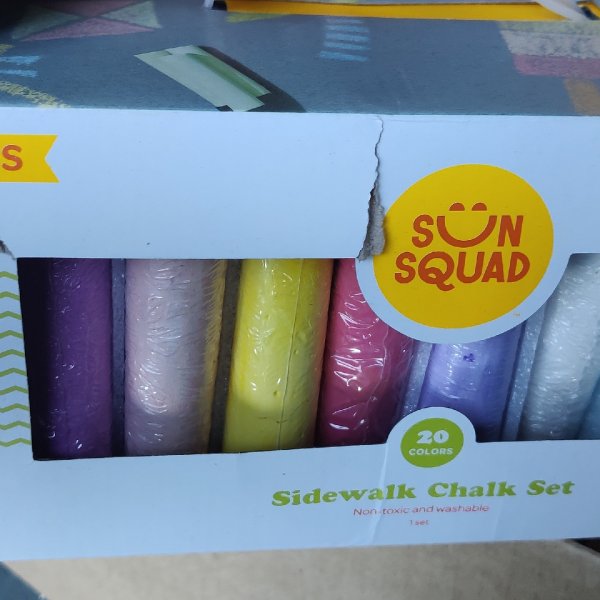 S
SUN
SQUAD
20
COLORS
Sidewalk Chalk Set
Non-toxic and washable
1 set